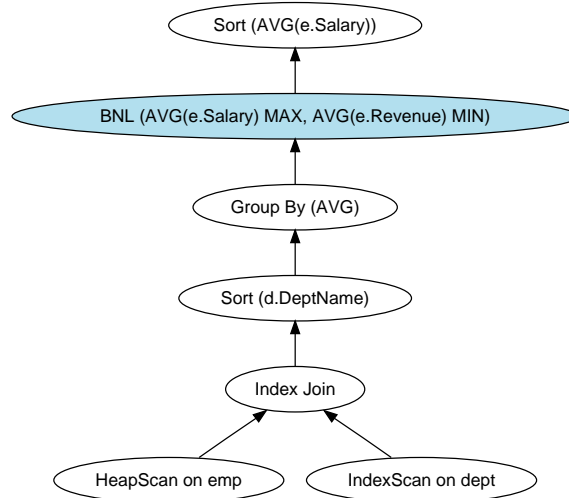 Sort (AVG(e.Salary))
BNL (AVG(e.Salary) MAX, AVG(e.Revenue) MIN)
Group By (AVG)
Sort (d.DeptName)
Index Join
HeapScan on emp
IndexScan on dept